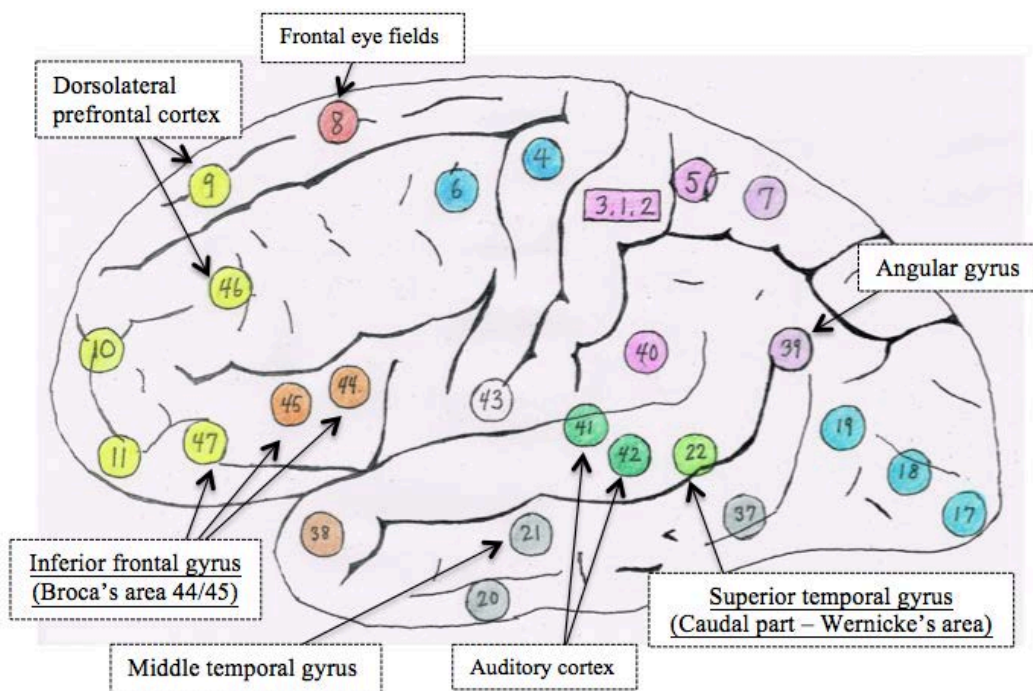 Frontal eye fields
Dorsolateral
prefrontal cortex
8
9
6
4
3,1,2
5
7
46
Angular gyrus
10
40
39
45
44
43
11
47
41
42
22
19
18
17
38
21
37
20
Inferior frontal gyrus
(Broca's area 44/45)
Superior temporal gyrus
(Caudal part – Wernicke's area)
Middle temporal gyrus
Auditory cortex